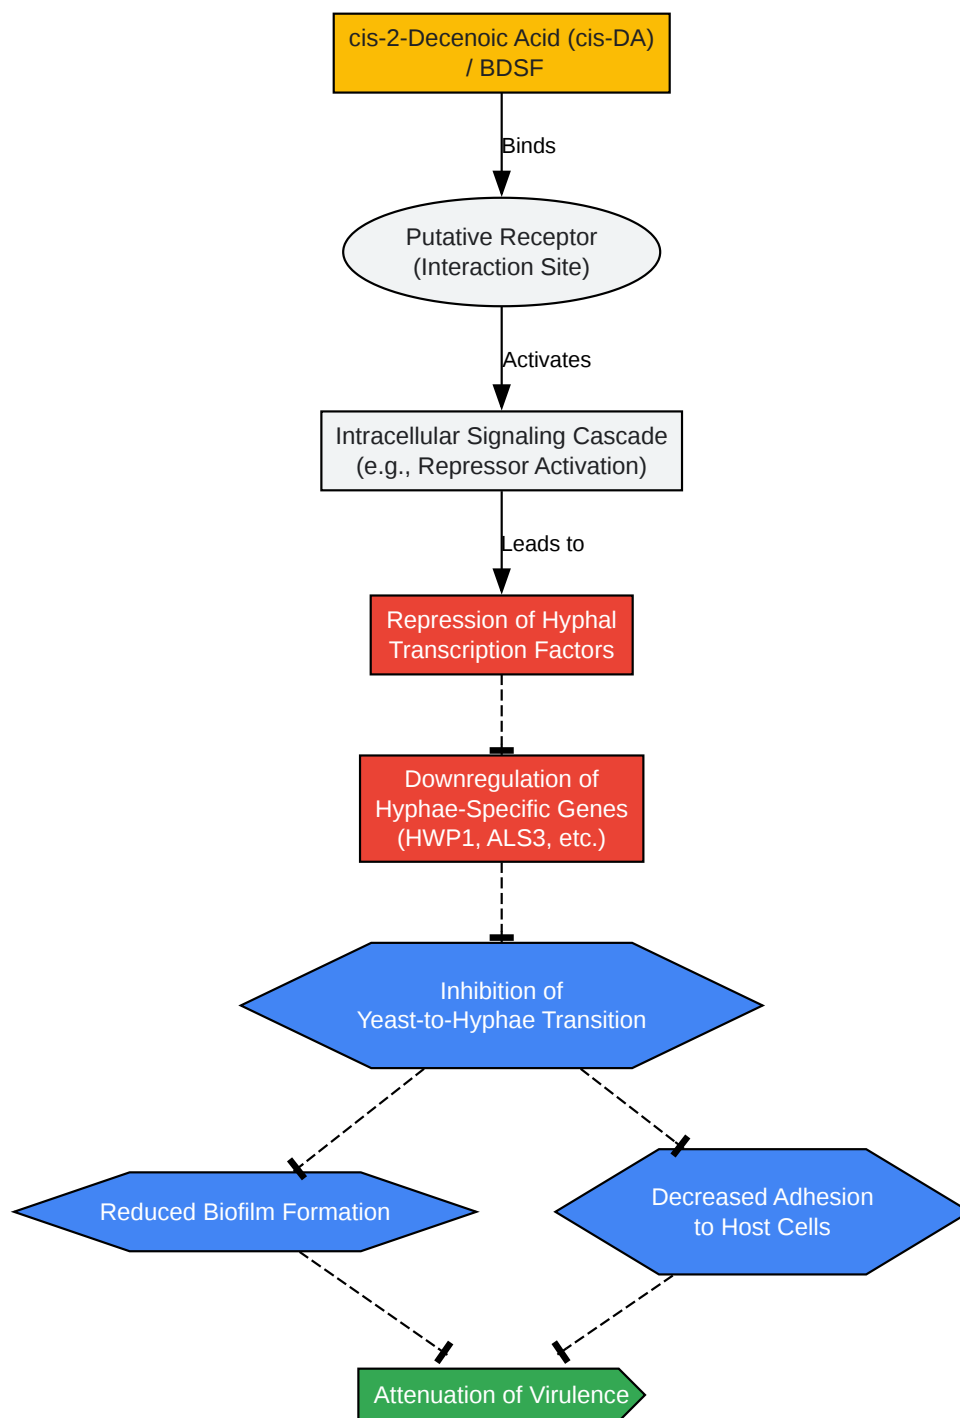 cis-2-Decenoic Acid (cis-DA)
/ BDSF
Binds
Putative Receptor
(Interaction Site)
Activates
Intracellular Signaling Cascade
(e.g., Repressor Activation)
Leads to
Repression of Hyphal
Transcription Factors
Downregulation of
Hyphae-Specific Genes
(HWP1, ALS3, etc.)
Inhibition of
Yeast-to-Hyphae Transition
Reduced Biofilm Formation
Decreased Adhesion
to Host Cells
Attenuation of Virulence